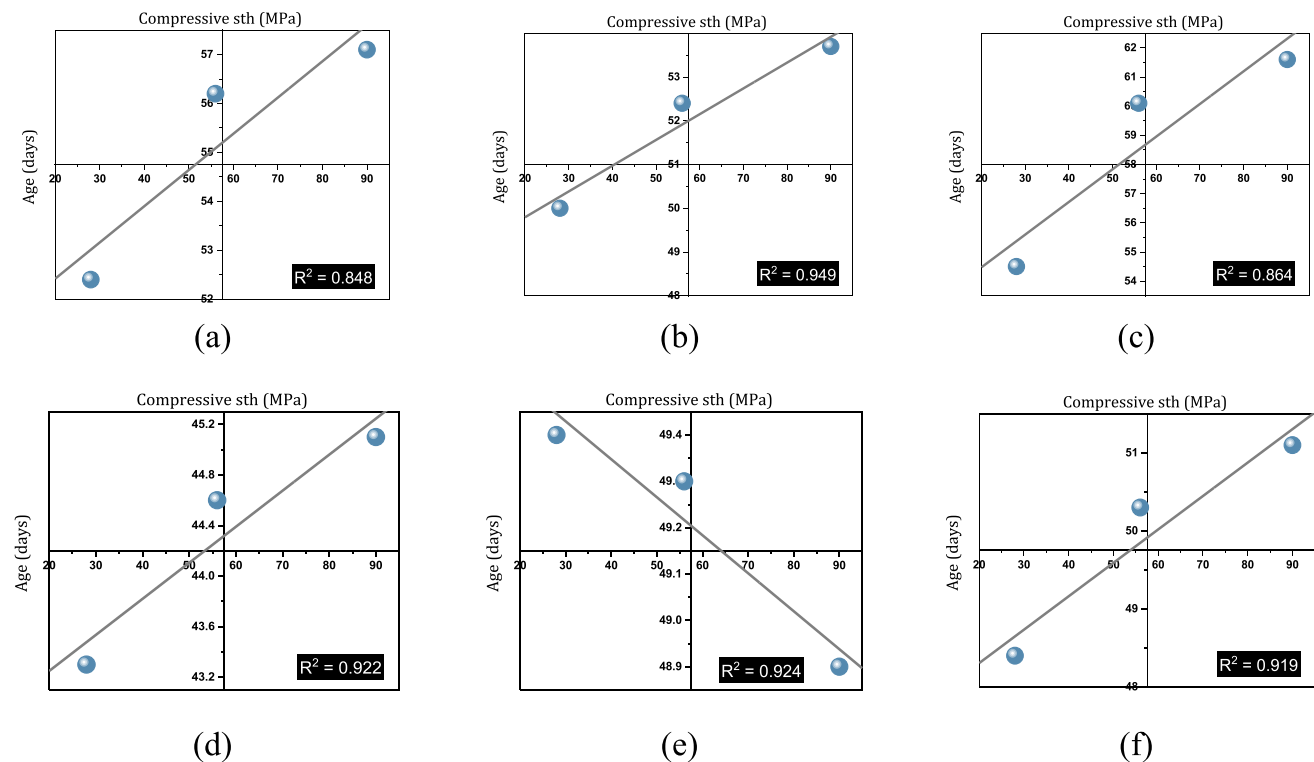 Compressive sth (MPa)
57
56
55
Age (days)
20 30 40 50 60 70 80 90
54
53
R² = 0.848
52
(a)
Compressive sth (MPa)
53
52
51
Age (days)
20 30 40 50 60 70 80 90
50
49
R² = 0.949
48
(b)
Compressive sth (MPa)
62
61
60
59
58
Age (days)
20 30 40 50 60 70 80 90
57
56
55
R² = 0.864
54
(c)
Compressive sth (MPa)
45.2
44.8
44.4
Age (days)
20 30 40 50 60 70 80 90
44.0
43.6
R² = 0.922
43.2
(d)
Compressive sth (MPa)
49.4
49.2
Age (days)
20 30 40 50 60 70 80 90
49.1
49.0
48.9
R² = 0.924
(e)
Compressive sth (MPa)
51
50
Age (days)
20 30 40 50 60 70 80 90
49
R² = 0.919
48
(f)